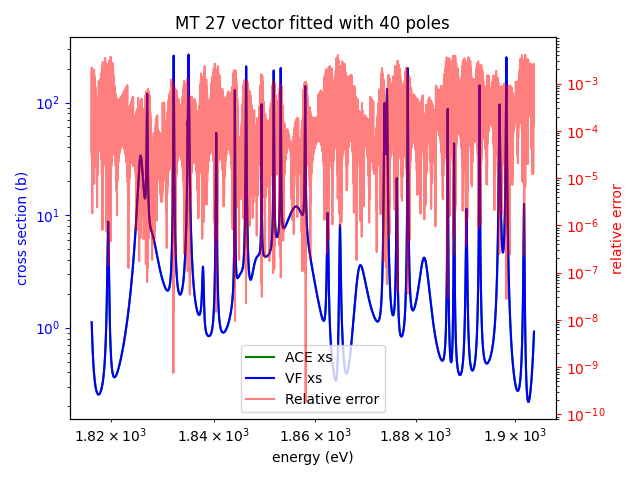 MT 27 vector fitted with 40 poles
cross section (b)
10²
10¹
10⁰
relative error
10⁻³
10⁻⁴
10⁻⁵
10⁻⁶
10⁻⁷
10⁻⁸
10⁻⁹
10⁻¹⁰
ACE xs
VF xs
Relative error
1.82 × 10³ 1.84 × 10³ 1.86 × 10³ 1.88 × 10³ 1.9 × 10³
energy (eV)